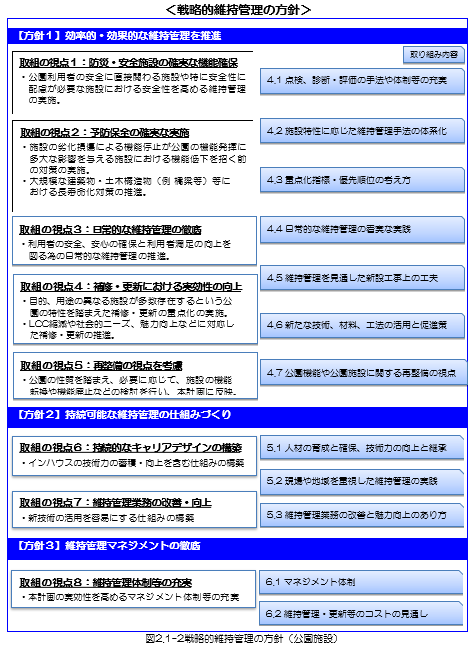 ＜戦略的維持管理の方針＞
【方針１】効率的・効果的な維持管理を推進
取り組み内容
取組の視点１：防災・安全施設の確実な機能確保
・公園利用者の安全に直接関わる施設や特に安全性に
配慮が必要な施設における安全性を高める維持管理
の実施。
4.1 点検、診断・評価の手法や体制等の充実
取組の視点２：予防保全の確実な実施
・施設の劣化損傷による機能停止が公園の機能発揮に
多大な影響を与える施設における機能低下を招く前
の対策の実施。
・大規模な建築物・土木構造物（例 橋梁等）等に
おける長寿命化対策の推進。
4.2 施設特性に応じた維持管理手法の体系化
4.3 重点化指標・優先順位の考え方
取組の視点３：日常的な維持管理の徹底
・利用者の安全、安心の確保と利用者満足の向上を
図る為の日常的な維持管理の推進。
4.4 日常的な維持管理の着実な実践
取組の視点４：補修・更新における実効性の向上
・目的、用途の異なる施設が多数存在するという公
園の特性を踏まえた補修・更新の重点化の実施。
・LCC縮減や社会的ニーズ、魅力向上などに対応し
た補修・更新の推進。
4.5 維持管理を見通した新設工事上の工夫
4.6 新たな技術、材料、工法の活用と促進策
取組の視点５：再整備の視点を考慮
・公園の性質を踏まえ、必要に応じて、施設の機能
転換や機能廃止などの検討を行い、本計画に反映。
4.7 公園機能や公園施設に関する再整備の視点
【方針２】持続可能な維持管理の仕組みづくり
取組の視点６：持続的なキャリアデザインの構築
・インハウスの技術力の蓄積・向上を含む仕組みの構築
5.1 人材の育成と確保、技術力の向上と継承
5.2 現場や地域を重視した維持管理の実践
取組の視点７：維持管理業務の改善・向上
・新技術の活用を容易にする仕組みの構築
5.3 維持管理業務の改善と魅力向上のあり方
【方針３】維持管理マネジメントの徹底
取組の視点８：維持管理体制等の充実
・本計画の実効性を高めるマネジメント体制等の充実
6.1 マネジメント体制
6.2 維持管理・更新等のコストの見通し
図2.1-2戦略的維持管理の方針（公園施設）